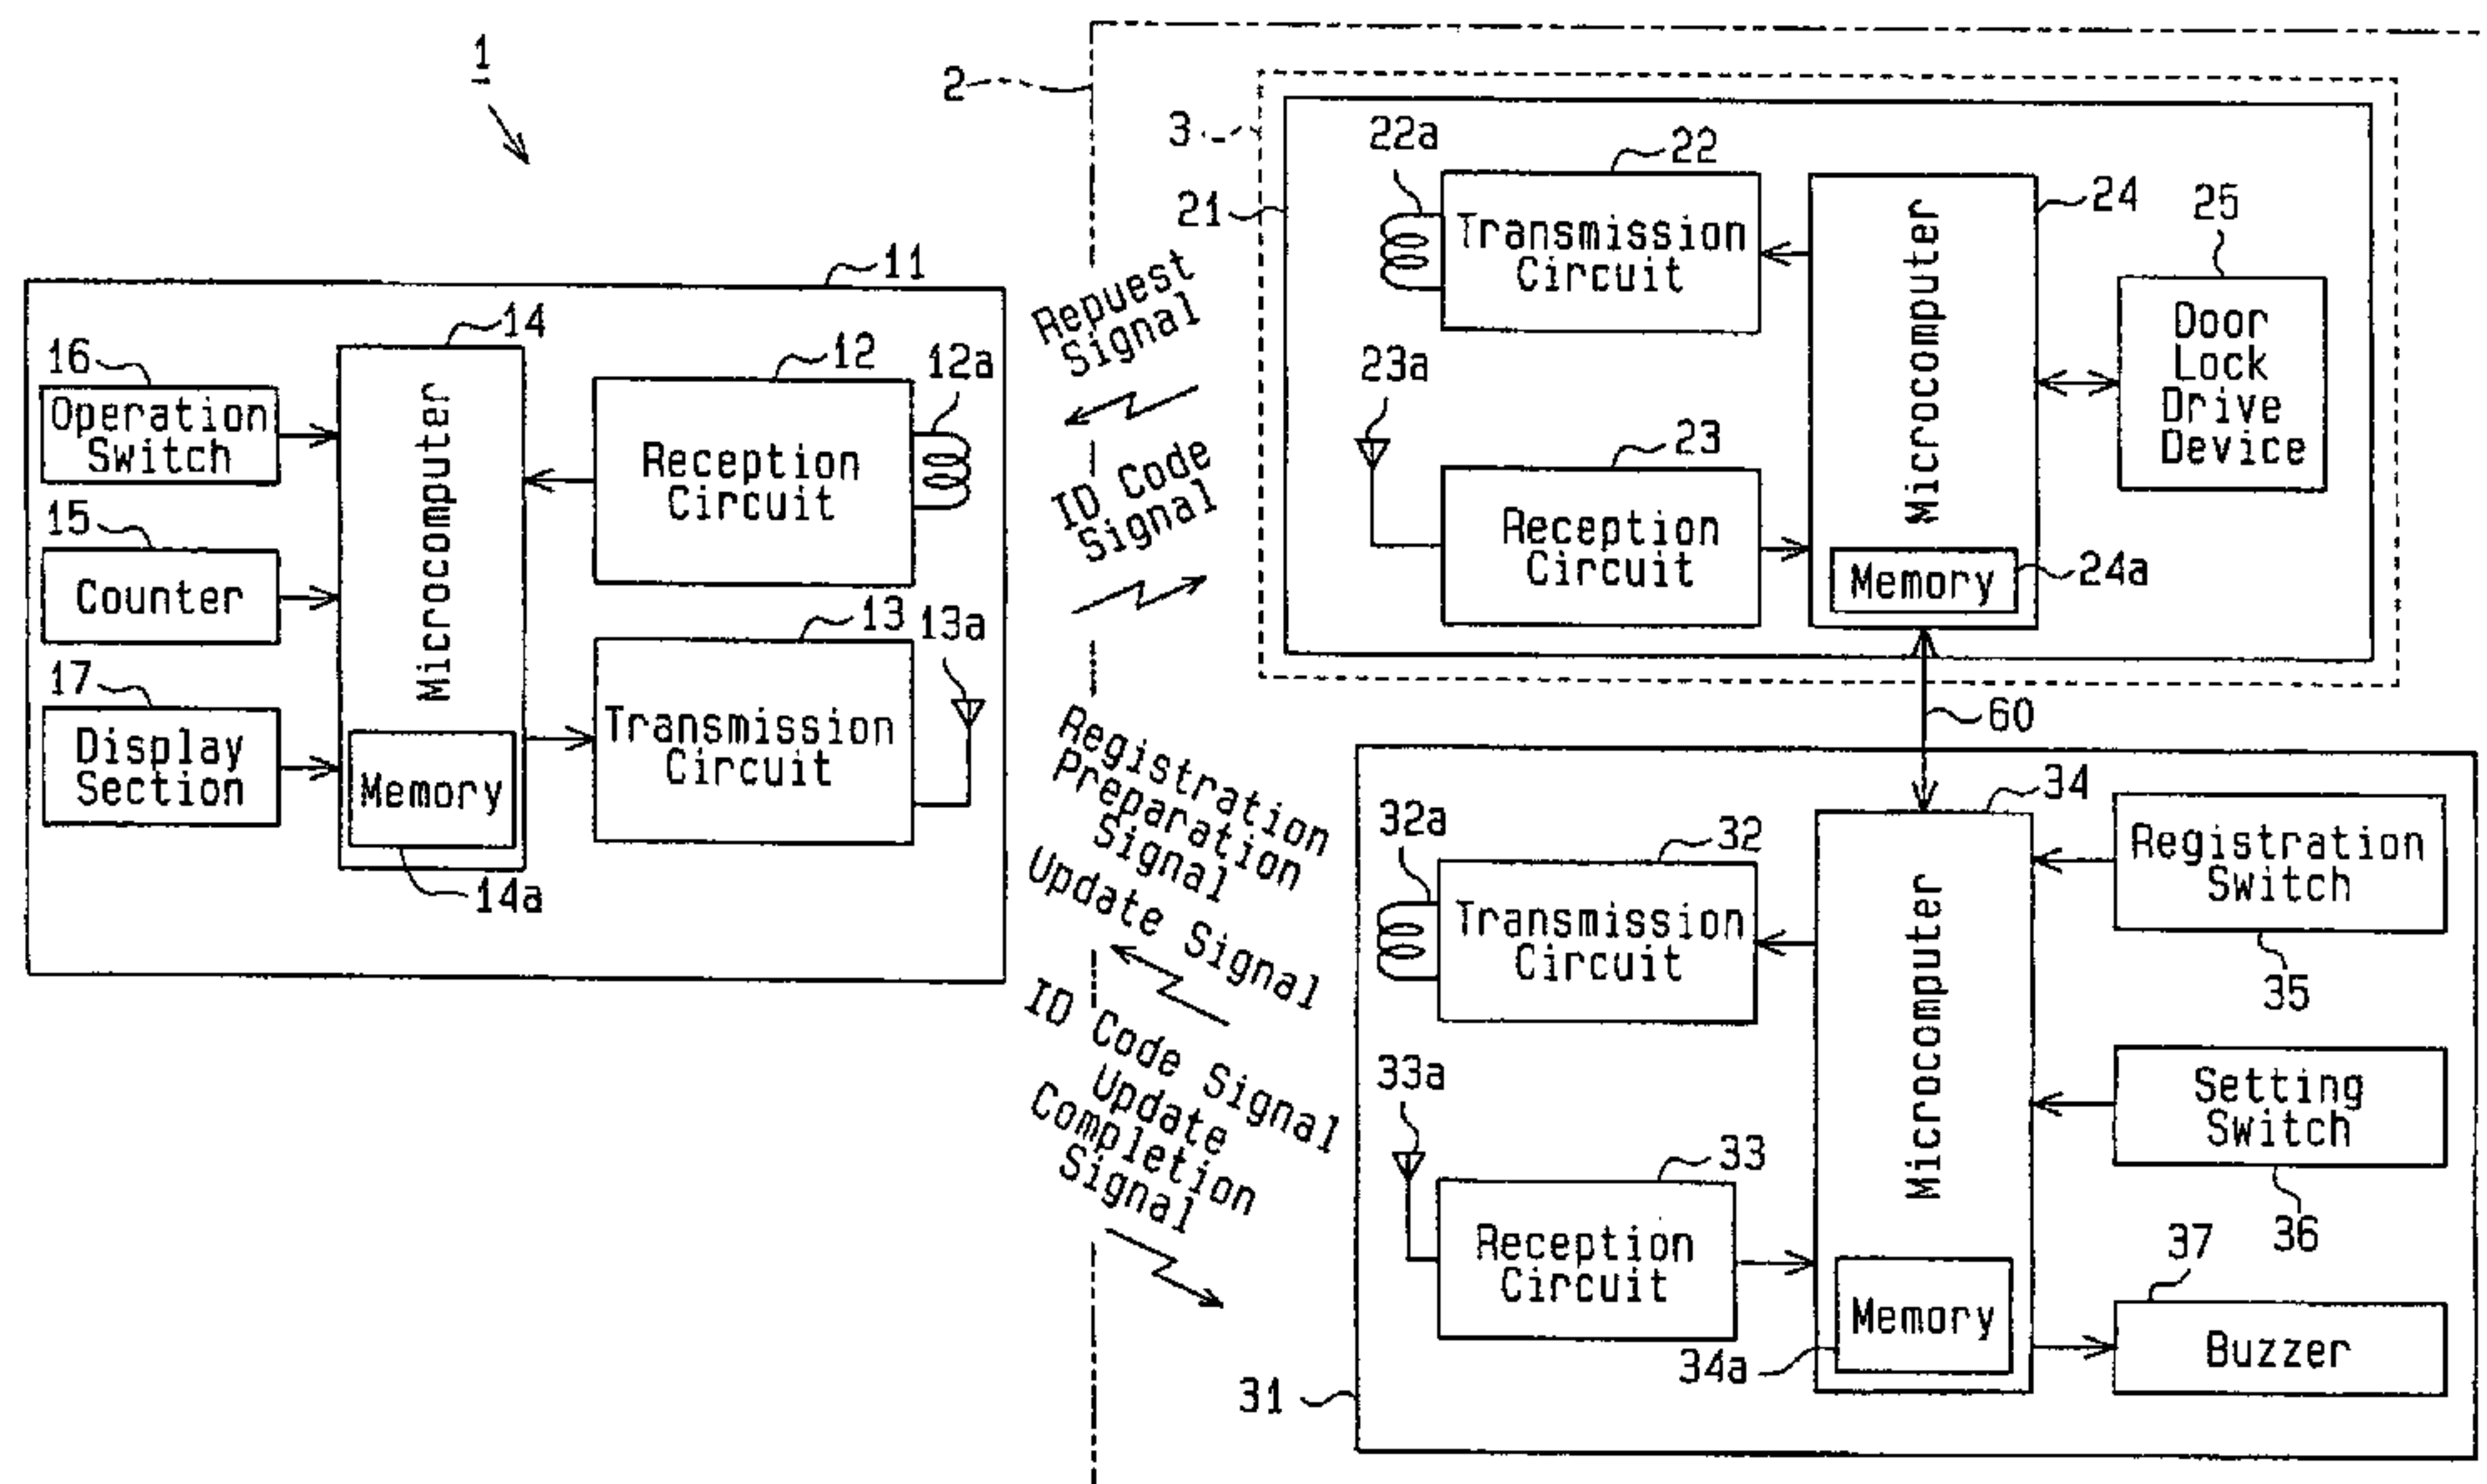 1
2
3
21
22a
22
Transmission
Circuit
24
Microcomputer
25
Door
Lock
Drive
Device
23a
23
Reception
Circuit
Memory
24a
60
11
14
Microcomputer
16
Operation
Switch
15
Counter
17
Display
Section
Memory
14a
12
12a
Reception
Circuit
13
13a
Transmission
Circuit
Repuest
Signal
ID Code
Signal
Registration
Preparation
Signal
Update Signal
ID Code Signal
Update
Completion
Signal
31
32a
32
Transmission
Circuit
34
Microcomputer
Registration
Switch
35
Setting
Switch
36
33a
33
Reception
Circuit
Memory
34a
37
Buzzer